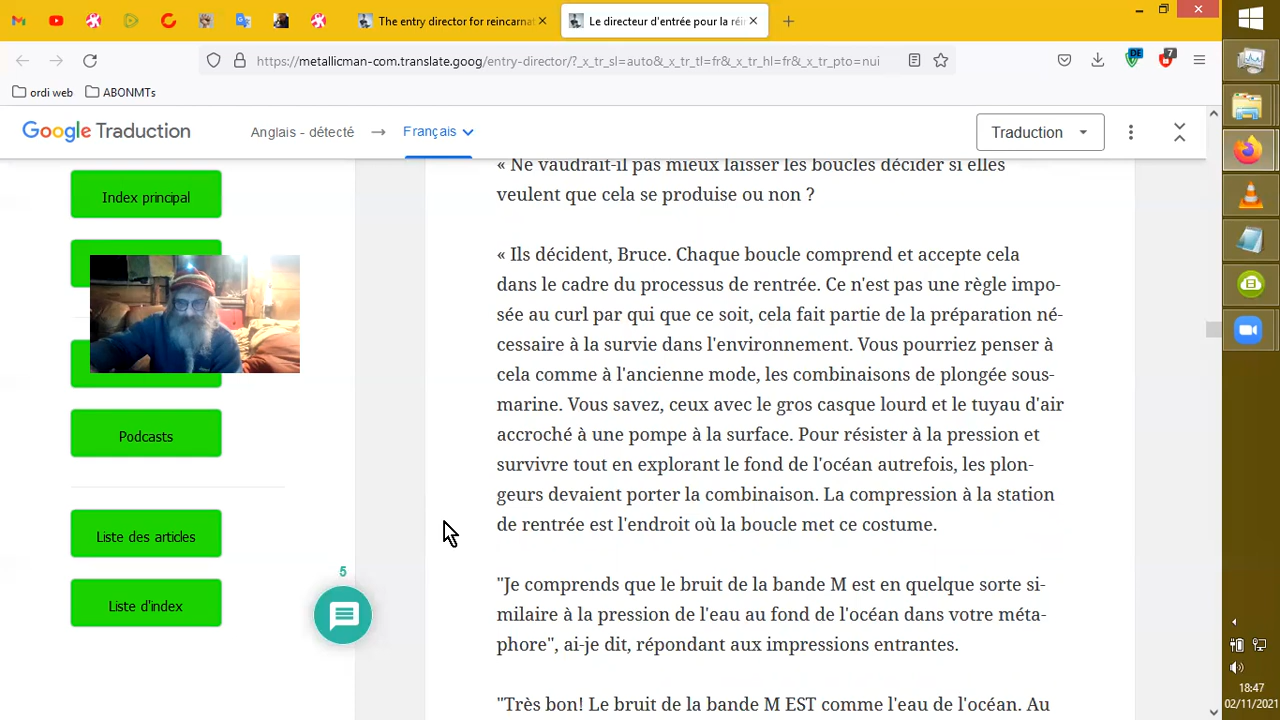 The entry director for reincarnat
Le directeur d'entrée pour la réin
https://metallicman-com.translate.goog/entry-director/?_x_tr_sl=auto&_x_tr_tl=fr&_x_tr_hl=fr&_x_tr_pto=nui
DE
7
ordi web
ABONMTs
Google Traduction
Anglais - détecté
Français
Traduction
Index principal
Podcasts
Liste des articles
Liste d'index
5
« Ne vaudrait-il pas mieux laisser les boucles décider si elles
veulent que cela se produise ou non ?
« Ils décident, Bruce. Chaque boucle comprend et accepte cela
dans le cadre du processus de rentrée. Ce n'est pas une règle impo-
sée au curl par qui que ce soit, cela fait partie de la préparation né-
cessaire à la survie dans l'environnement. Vous pourriez penser à
cela comme à l'ancienne mode, les combinaisons de plongée sous-
marine. Vous savez, ceux avec le gros casque lourd et le tuyau d'air
accroché à une pompe à la surface. Pour résister à la pression et
survivre tout en explorant le fond de l'océan autrefois, les plon-
geurs devaient porter la combinaison. La compression à la station
de rentrée est l'endroit où la boucle met ce costume.
"Je comprends que le bruit de la bande M est en quelque sorte si-
milaire à la pression de l'eau au fond de l'océan dans votre méta-
phore", ai-je dit, répondant aux impressions entrantes.
"Très bon! Le bruit de la bande M EST comme l'eau de l'océan. Au
18:47
02/11/2021